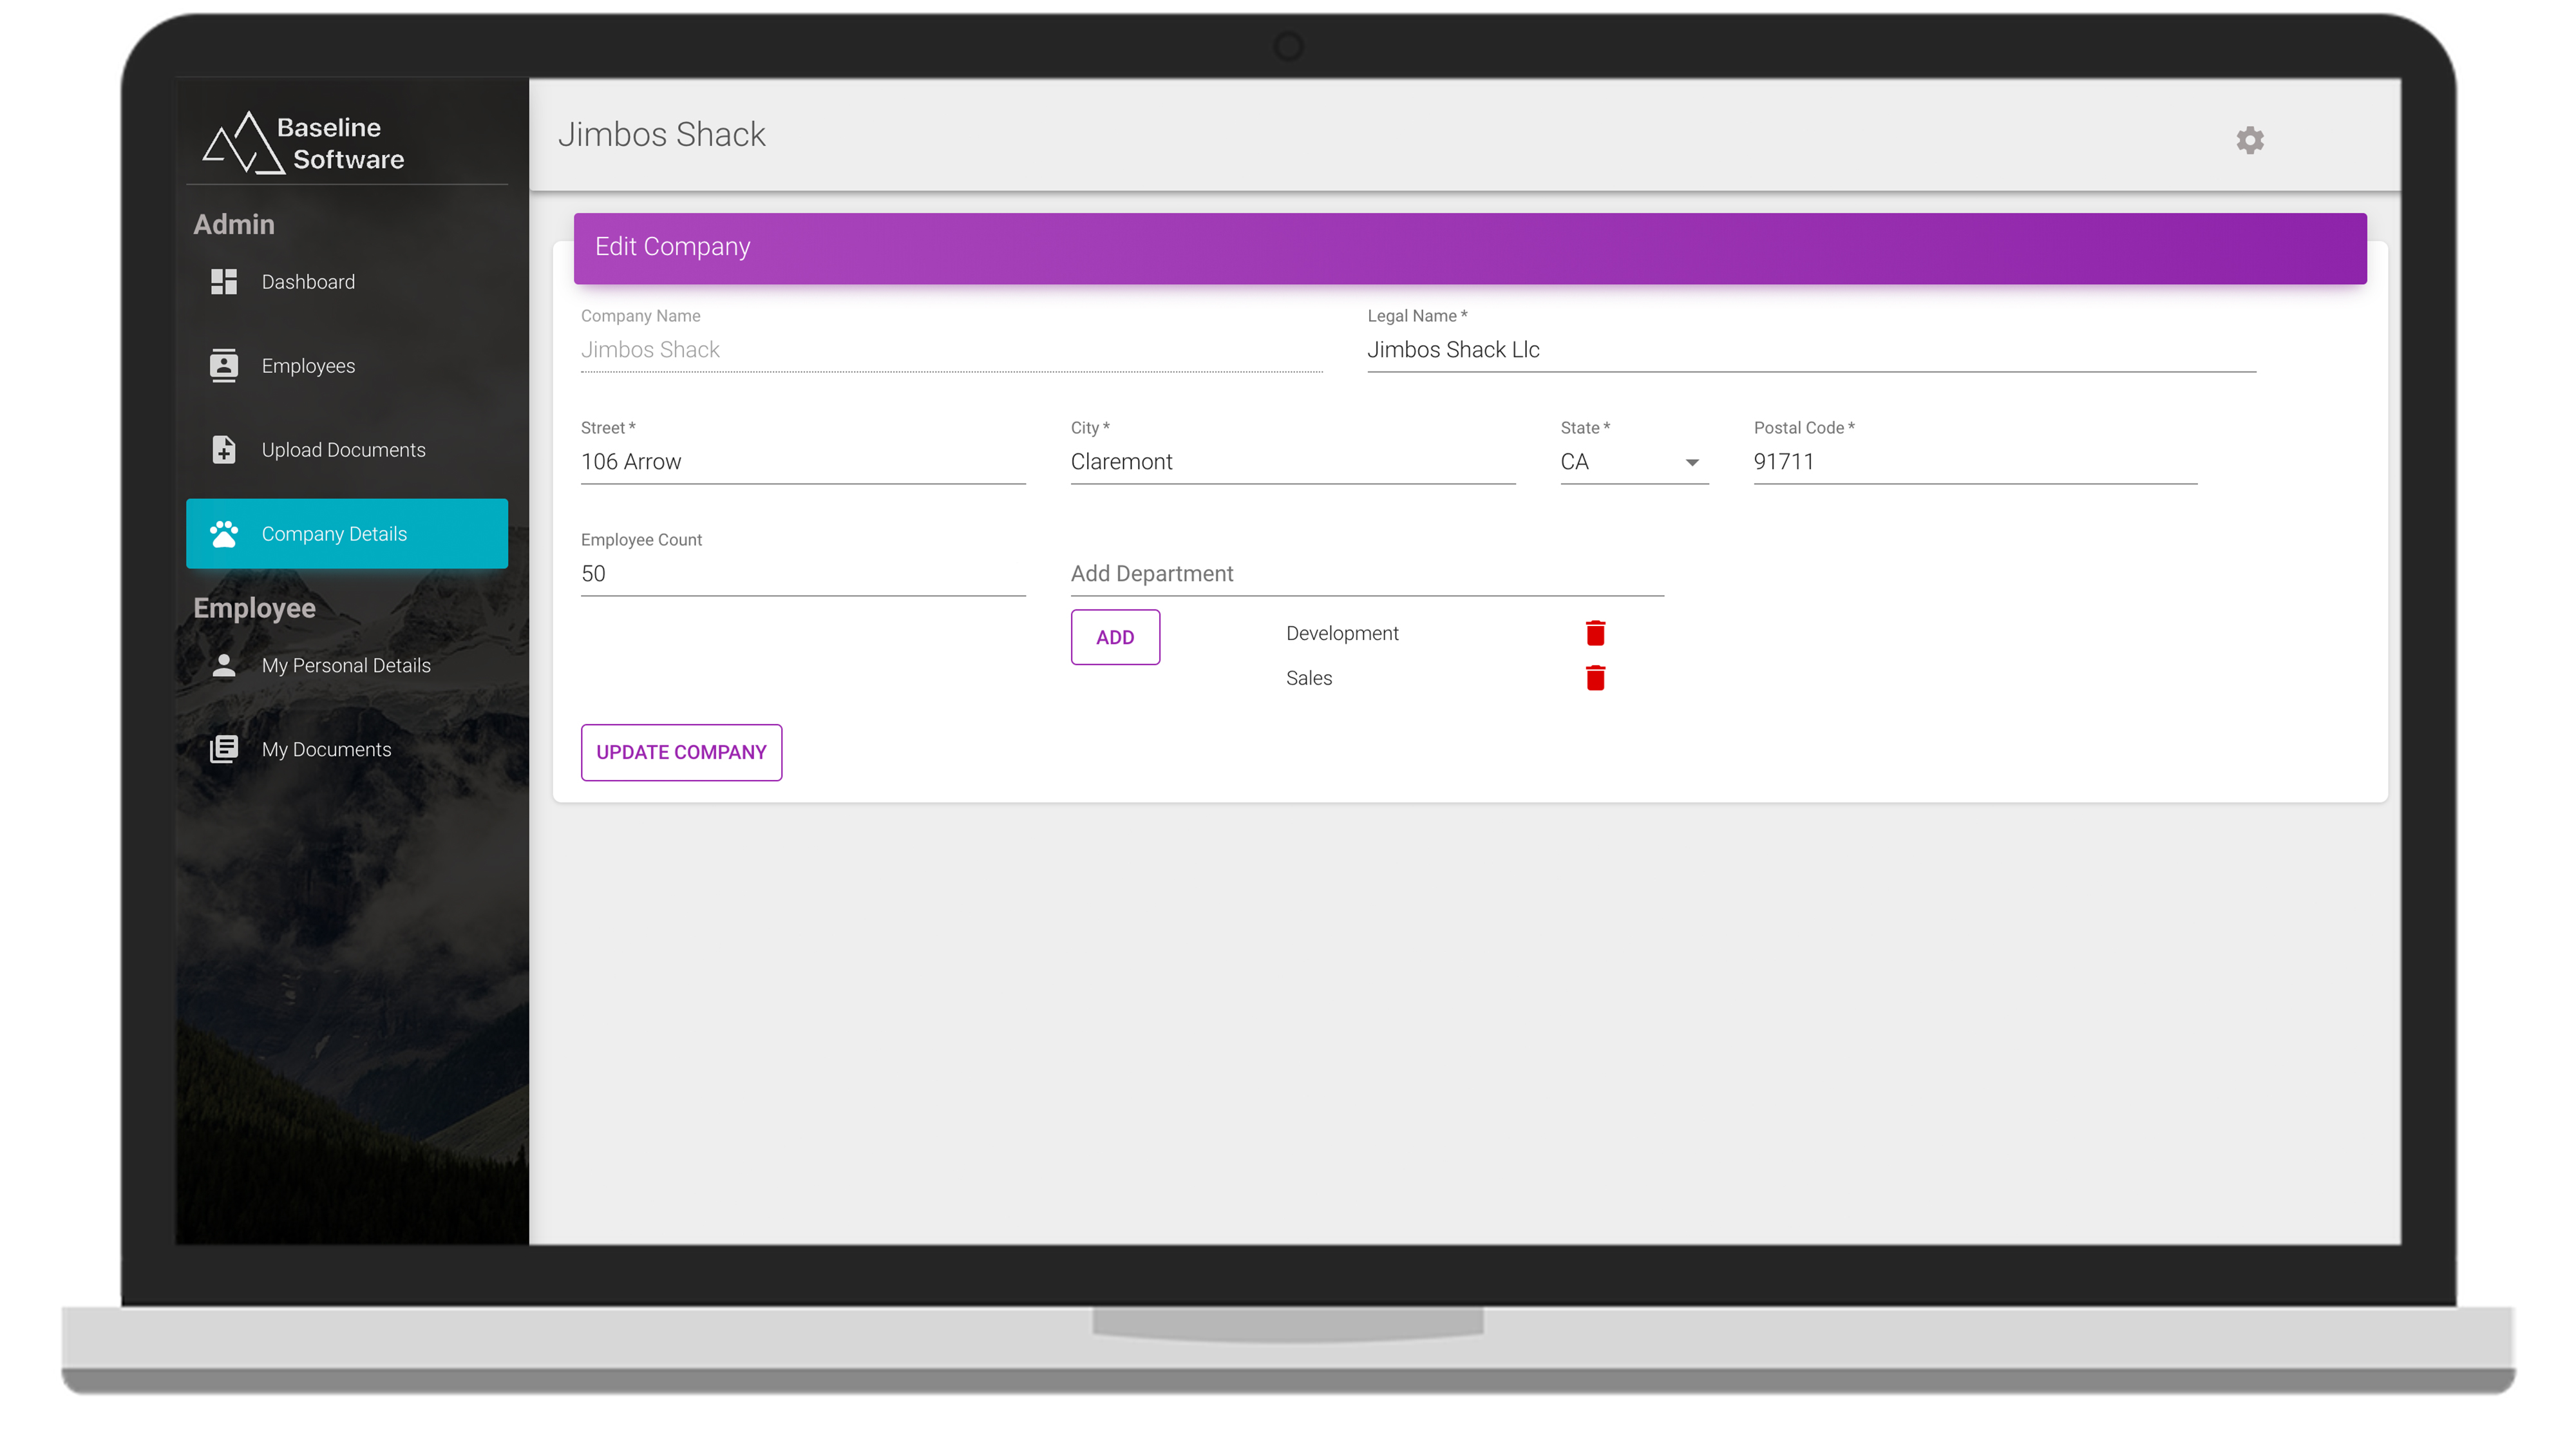 Baseline
Software
Jimbos Shack
Admin
Dashboard
Employees
Upload Documents
Company Details
Employee
My Personal Details
My Documents
Edit Company
Company Name
Jimbos Shack
Legal Name *
Jimbos Shack Llc
Street *
106 Arrow
City *
Claremont
State *
CA
Postal Code *
91711
Employee Count
50
Add Department
ADD
Development
Sales
UPDATE COMPANY